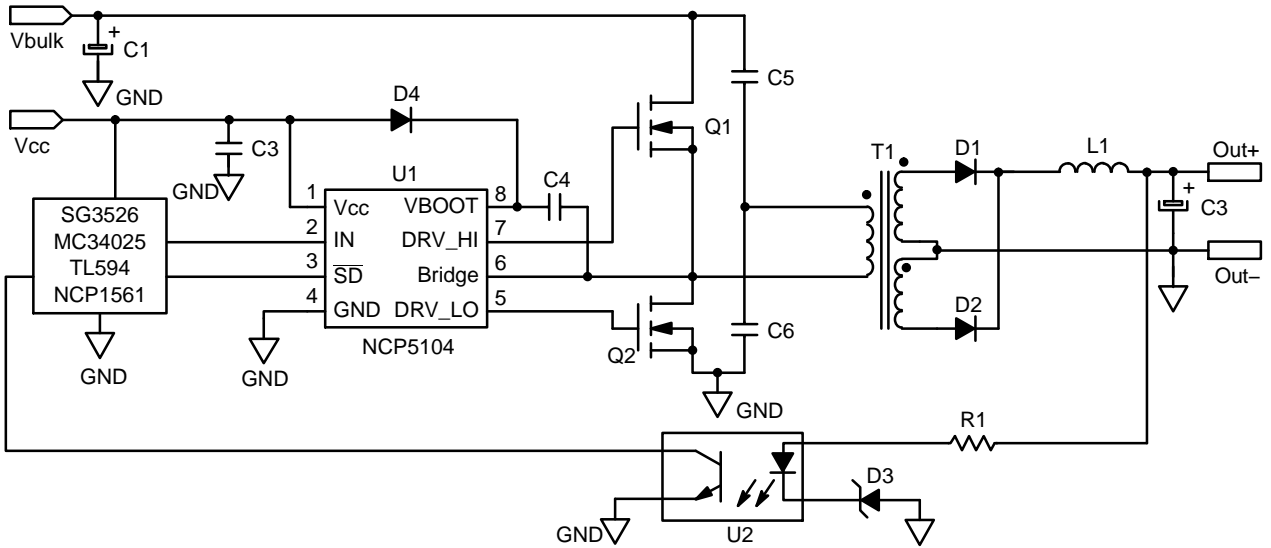 Vbulk
+
C1
GND
C5
Vcc
D4
C3
GND
Q1
U1
C4
T1
D1
L1
Out+
+
C3
SG3526
MC34025
TL594
NCP1561
1 Vcc VBOOT 8
2 IN DRV_HI 7
3 SD Bridge 6
4 GND DRV_LO 5
NCP5104
GND
GND
Q2
C6
GND
D2
Out–
R1
D3
GND
U2